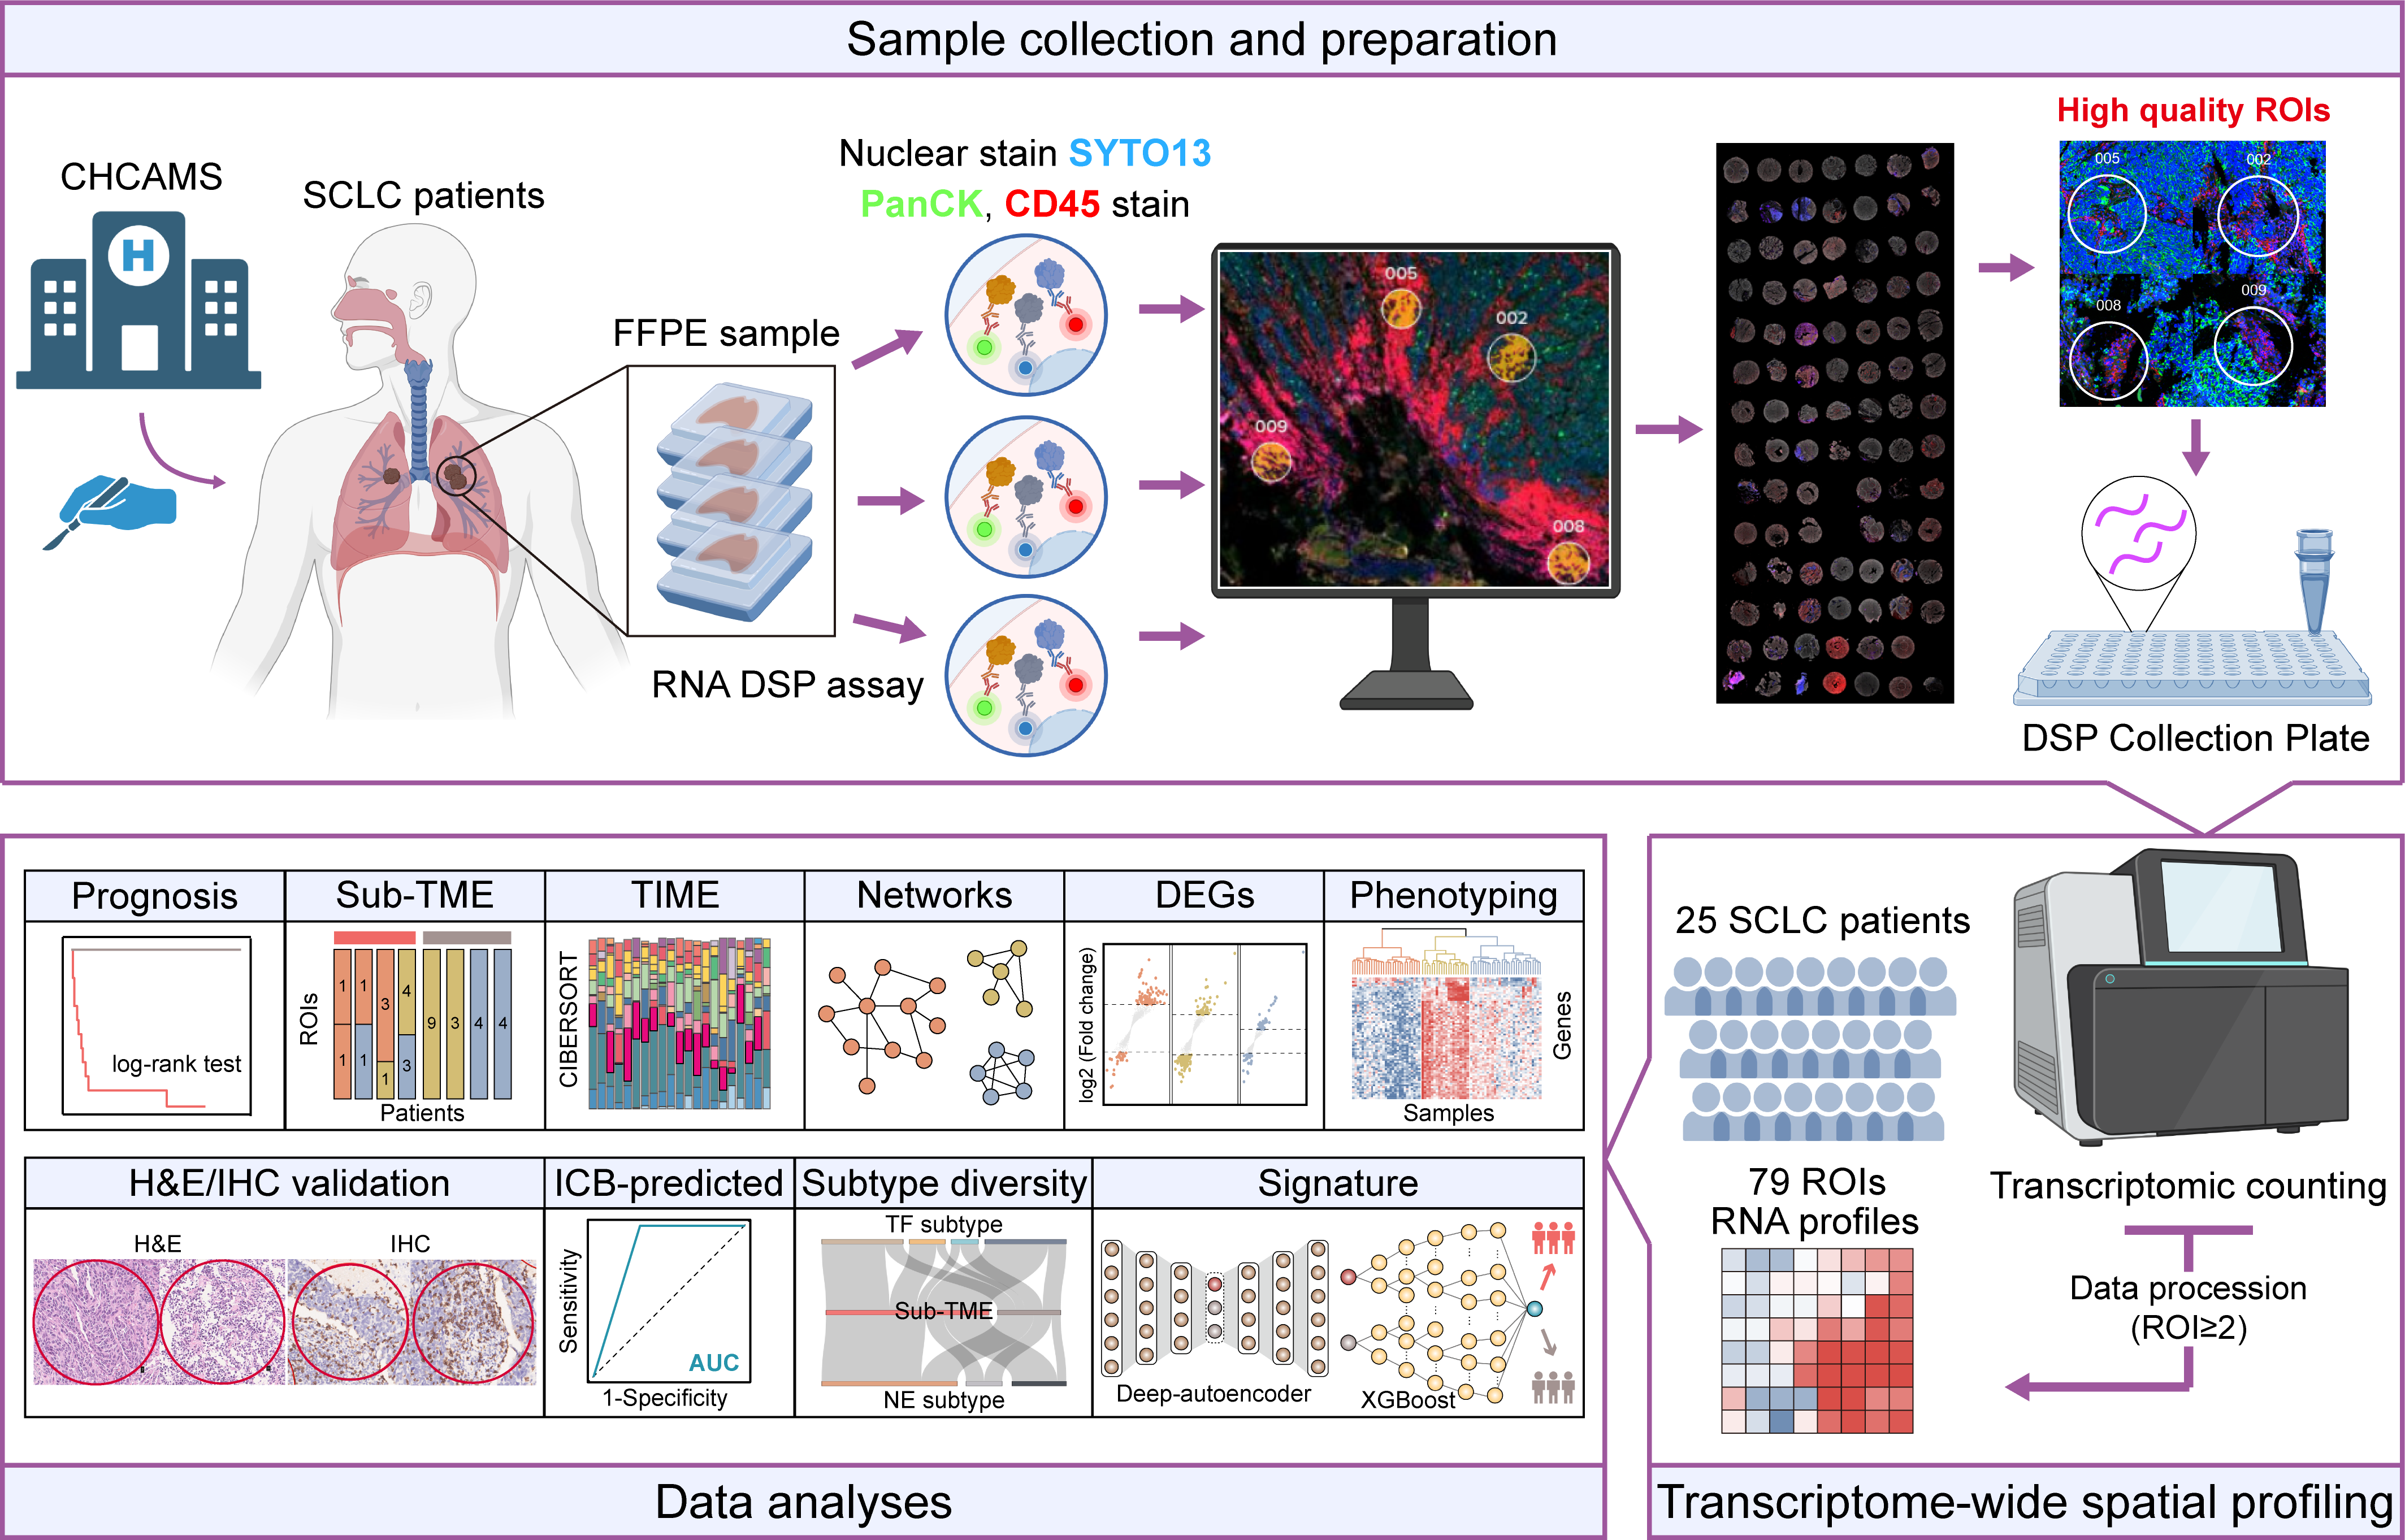 Sample collection and preparation
CHCAMS
H
SCLC patients
FFPE sample
RNA DSP assay
Nuclear stain SYTO13
PanCK, CD45 stain
005
002
009
008
High quality ROIs
005
002
008
009
DSP Collection Plate
25 SCLC patients
79 ROIs
RNA profiles
Transcriptomic counting
Data procession
(ROI≥2)
Transcriptome-wide spatial profiling
Prognosis
log-rank test
Sub-TME
ROIs
1
1
3
4
9
3
4
4
1
1
1
3
Patients
TIME
CIBERSORT
Networks
DEGs
log2 (Fold change)
Phenotyping
Genes
Samples
H&E/IHC validation
H&E
IHC
ICB-predicted
Sensitivity
AUC
1-Specificity
Subtype diversity
TF subtype
Sub-TME
NE subtype
Signature
Deep-autoencoder
XGBoost
Data analyses